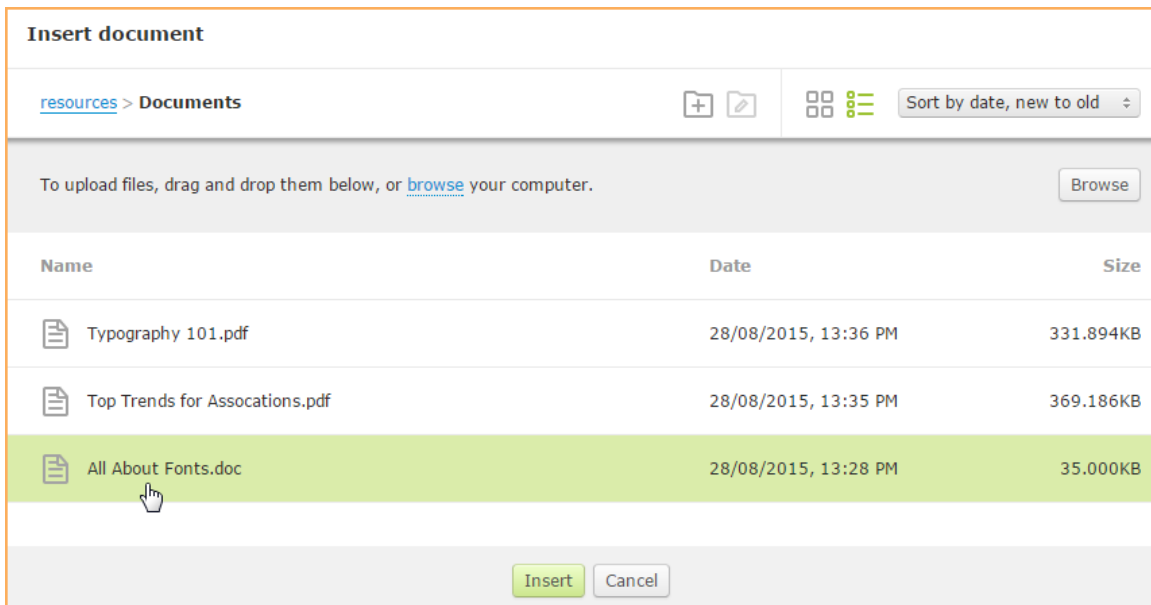 Insert document
resources > Documents
Sort by date, new to old
To upload files, drag and drop them below, or browse your computer.
Browse
Name Date Size
Typography 101.pdf 28/08/2015, 13:36 PM 331.894KB
Top Trends for Assocations.pdf 28/08/2015, 13:35 PM 369.186KB
All About Fonts.doc 28/08/2015, 13:28 PM 35.000KB
Insert Cancel